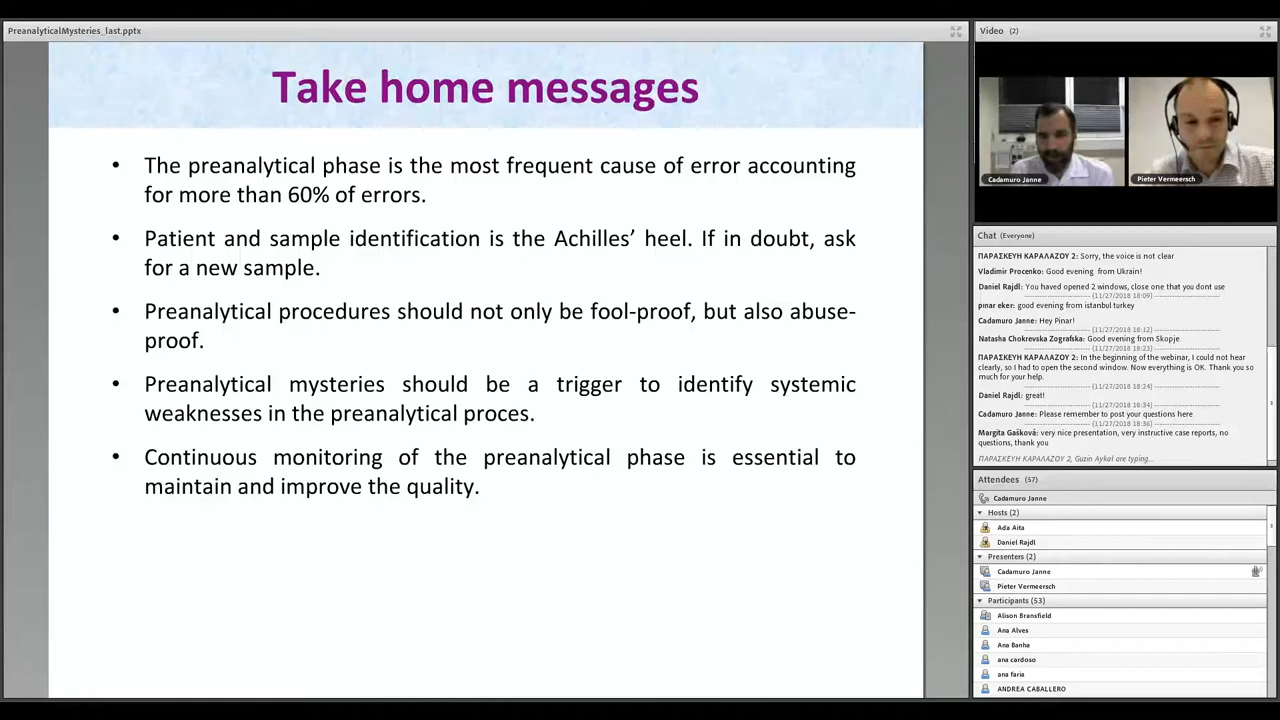 PreanalyticalMysteries_last.pptx
Take home messages
• The preanalytical phase is the most frequent cause of error accounting
for more than 60% of errors.
• Patient and sample identification is the Achilles’ heel. If in doubt, ask
for a new sample.
• Preanalytical procedures should not only be fool-proof, but also abuse-
proof.
• Preanalytical mysteries should be a trigger to identify systemic
weaknesses in the preanalytical proces.
• Continuous monitoring of the preanalytical phase is essential to
maintain and improve the quality.
Video (2)
Cadamuro Janne
Pieter Vermeersch
Chat (Everyone)
ΠΑΡΑΣΚΕΥΗ ΚΑΡΑΛΑΖΟΥ 2: Sorry, the voice is not clear
Vladimir Procenko: Good evening from Ukrain!
Daniel Rajdl: You haved opened 2 windows, close one that you dont use
(11/27/2018 18:09)
pınar eker: good evening from istanbul turkey
(11/27/2018 18:12)
Cadamuro Janne: Hey Pinar!
(11/27/2018 18:23)
Natasha Chokrevska Zografska: Good evening from Skopje
ΠΑΡΑΣΚΕΥΗ ΚΑΡΑΛΑΖΟΥ 2: In the beginning of the webinar, I could not hear
clearly, so I had to open the second window. Now everything is OK. Thank you so
much for your help.
(11/27/2018 18:24)
Daniel Rajdl: great!
(11/27/2018 18:34)
Cadamuro Janne: Please remember to post your questions here
(11/27/2018 18:36)
Margita Gašková: very nice presentation, very instructive case reports, no
questions, thank you
ΠΑΡΑΣΚΕΥΗ ΚΑΡΑΛΑΖΟΥ 2, Guzin Aykal are typing...
Attendees (57)
Cadamuro Janne
Hosts (2)
Ada Aita
Daniel Rajdl
Presenters (2)
Cadamuro Janne
Pieter Vermeersch
Participants (53)
Alison Bransfield
Ana Alves
Ana Banha
ana cardoso
ana faria
ANDREA CABALLERO